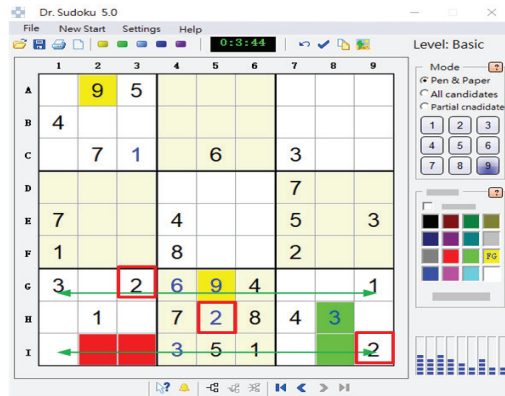 Dr. Sudoku 5.0
File New Start Settings Help
0:3:44
Level: Basic
1 2 3 4 5 6 7 8 9
Mode ?
Pen & Paper
All candidates
Partial cnadidate
1 2 3
4 5 6
7 8 9
?
FG
A 9 5
B 4
C 7 1 6 3
D 7
E 7 4 5 3
F 1 8 2
G 3 2 6 9 4 1
H 1 7 2 8 4 3
I 3 5 1 2